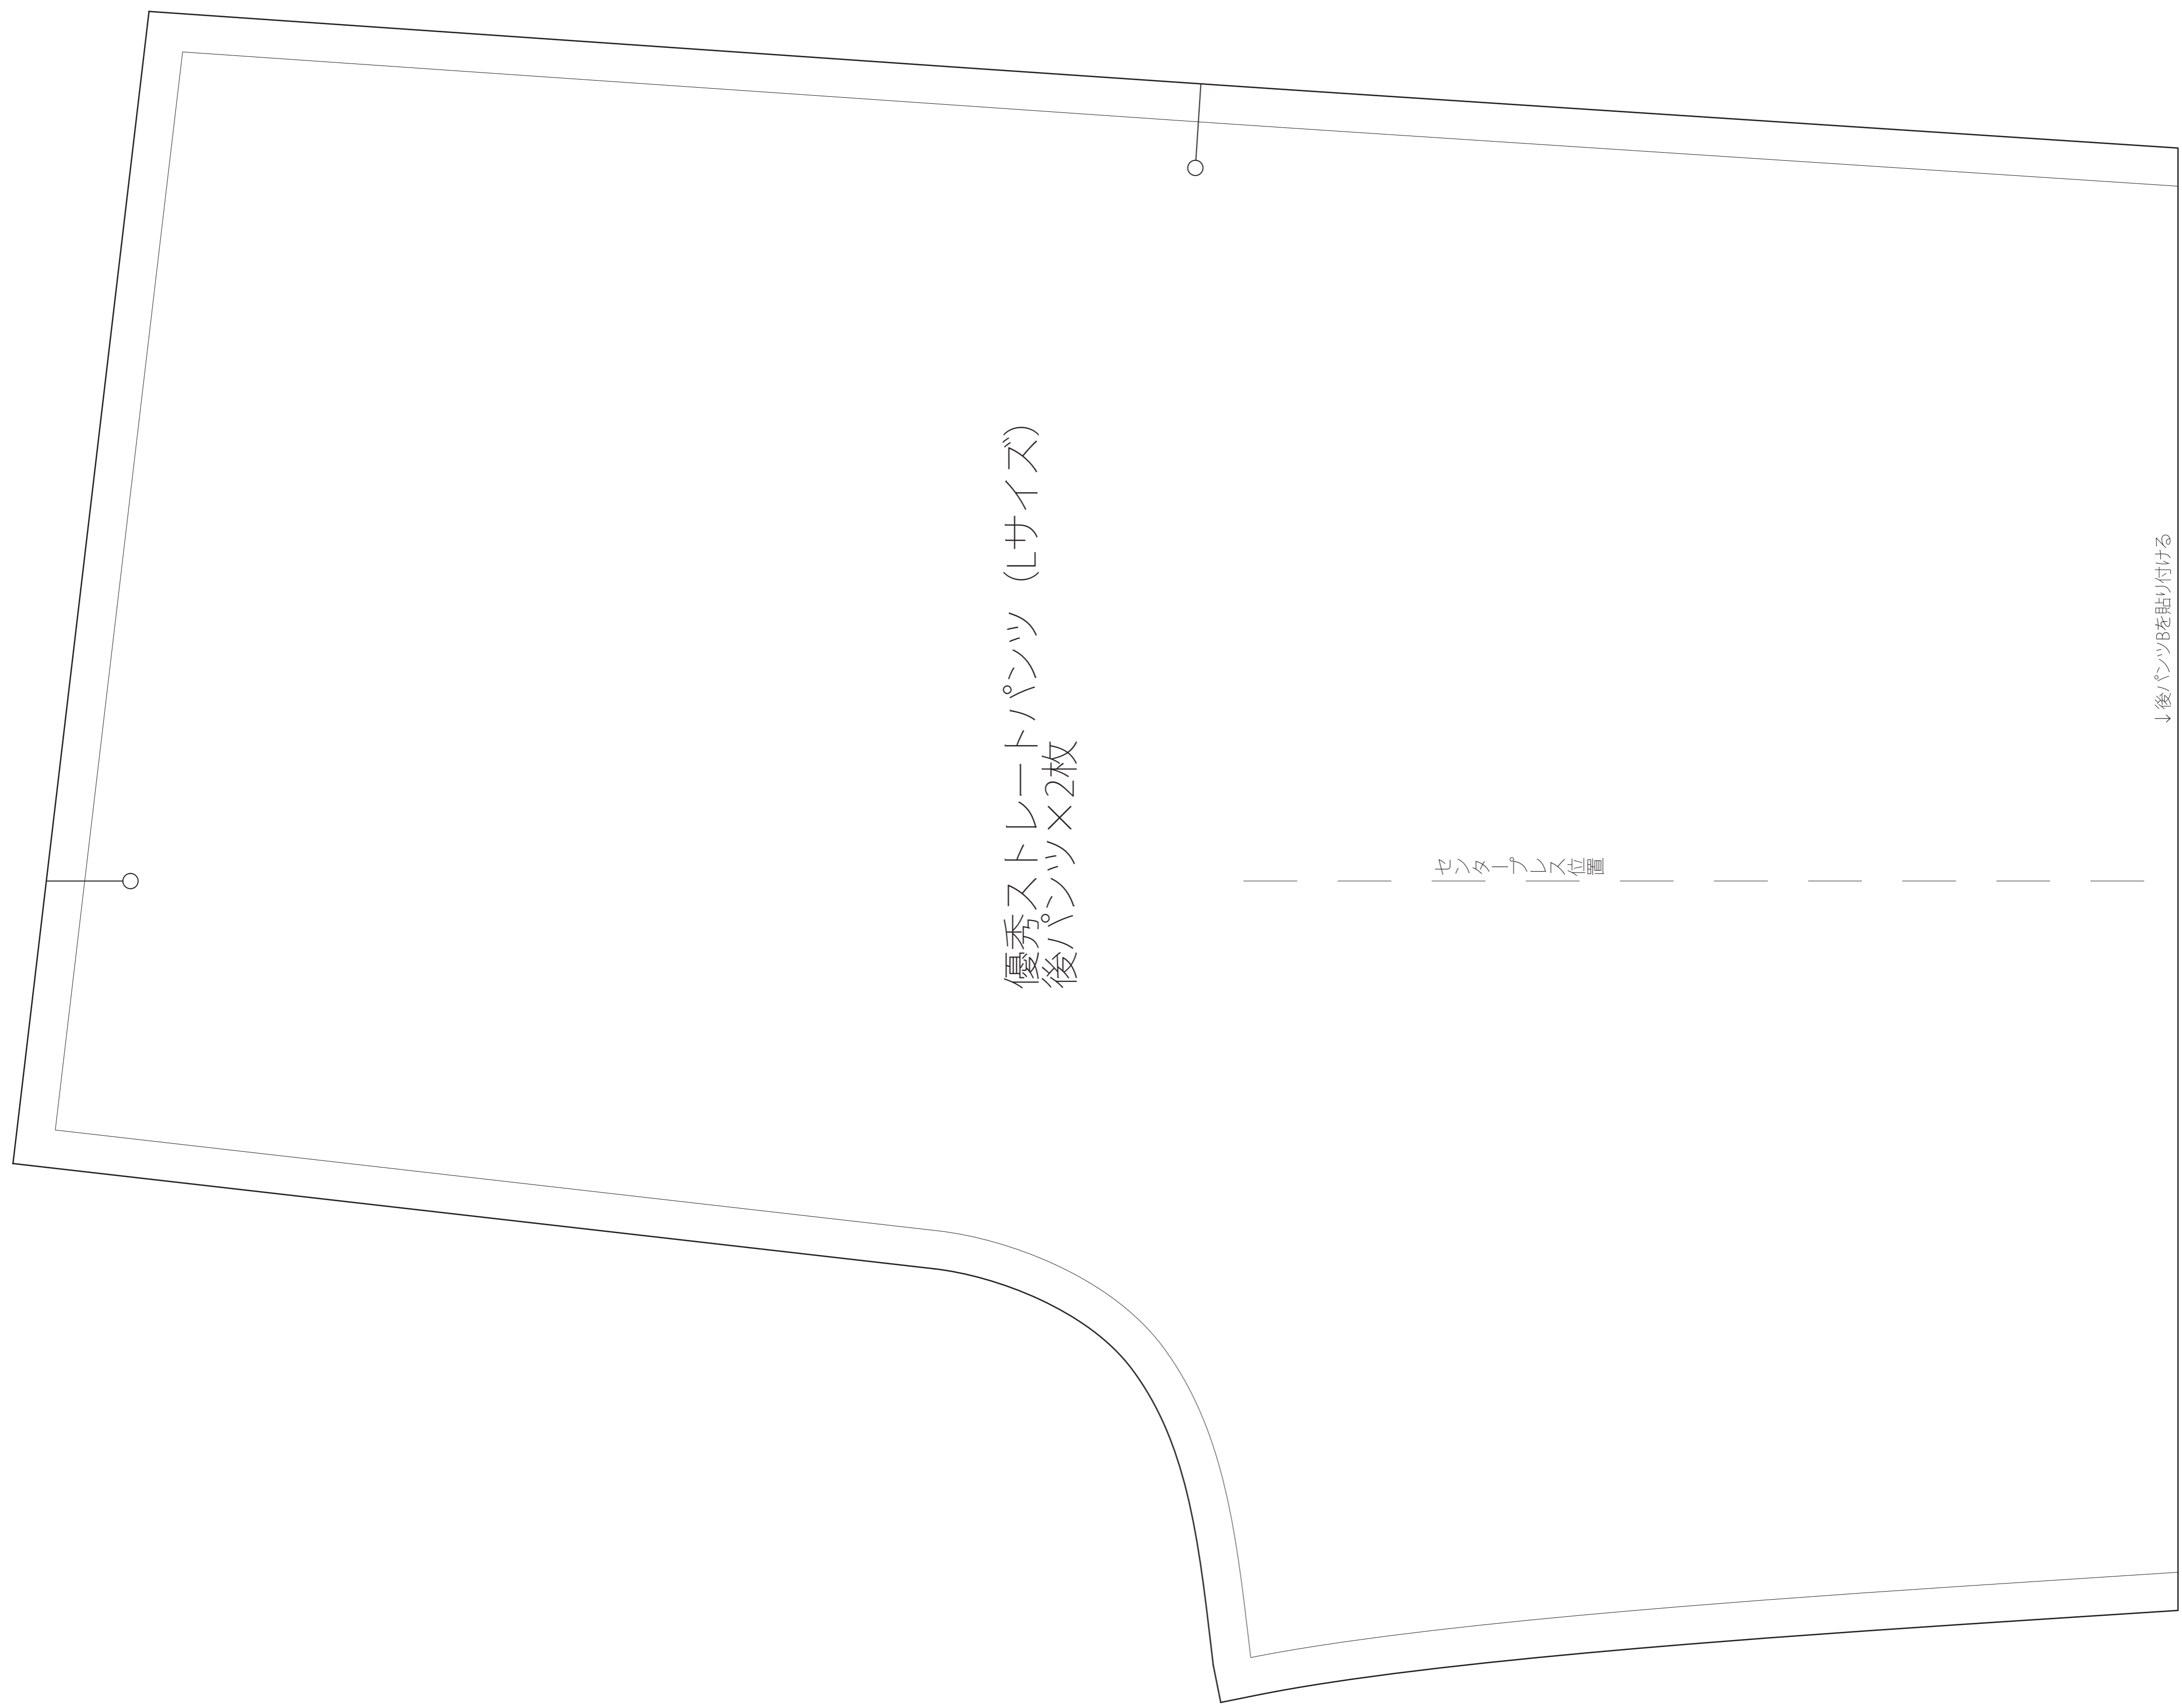 優秀ストレートパンツ（Lサイズ）
後パンツ×2枚
センタープレス位置
↓後パンツBを貼り付ける